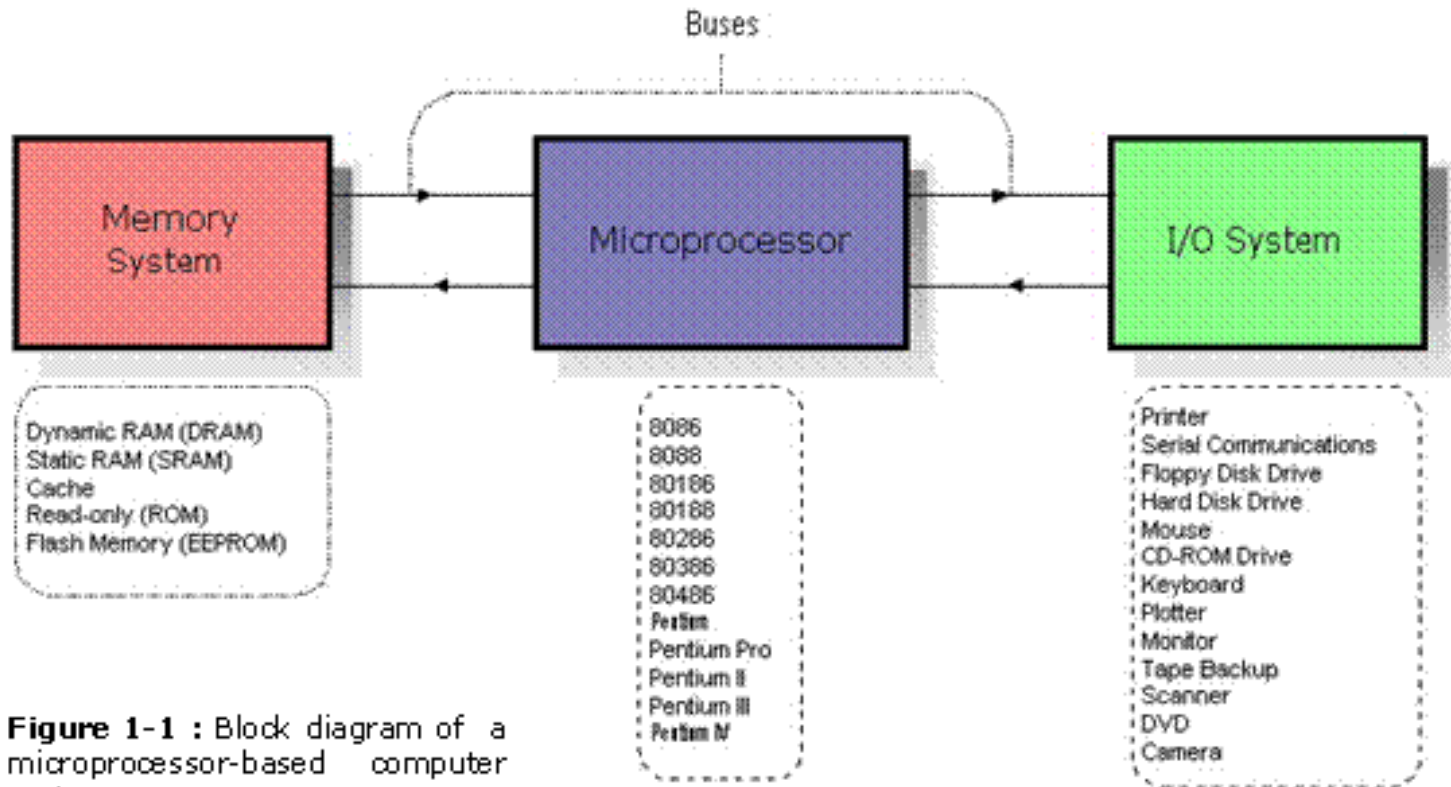 Buses
Memory
System
Microprocessor
I/O System
Dynamic RAM (DRAM)
Static RAM (SRAM)
Cache
Read-only (ROM)
Flash Memory (EEPROM)
8086
8088
80186
80188
80286
80386
80486
Pentium
Pentium Pro
Pentium II
Pentium III
Pentium IV
Printer
Serial Communications
Floppy Disk Drive
Hard Disk Drive
Mouse
CD-ROM Drive
Keyboard
Plotter
Monitor
Tape Backup
Scanner
DVD
Camera
Figure 1-1 : Block diagram of a
microprocessor-based computer